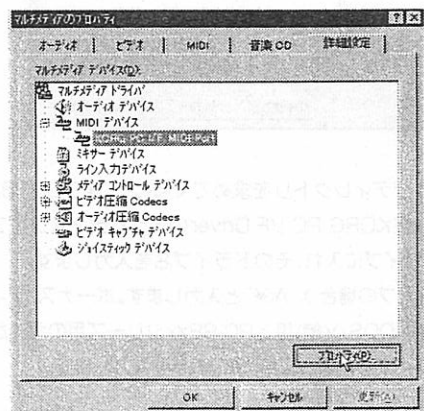 マルチメディアのプロパティ
オーディオ ビデオ MIDI 音楽 CD 詳細設定
マルチメディア デバイス(D):
マルチメディア ドライバ
オーディオ デバイス
MIDI デバイス
KORG PC I/F MIDI Port
ミキサー デバイス
ライン入力デバイス
メディア コントロール デバイス
ビデオ圧縮 Codecs
オーディオ圧縮 Codecs
ビデオ キャプチャ デバイス
ジョイスティック デバイス
プロパティ(P)
OK キャンセル 更新(A)